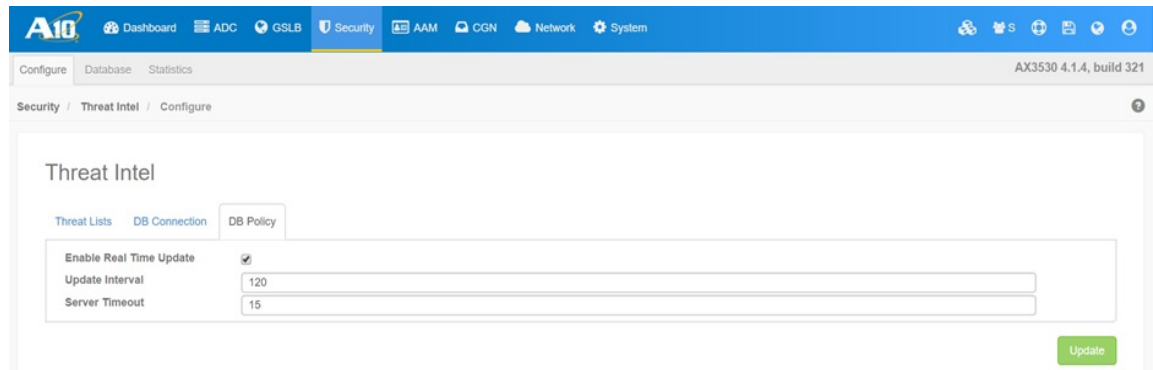 A10 Dashboard ADC GSLB Security AAM CGN Network System S
Configure Database Statistics AX3530 4.1.4, build 321
Security / Threat Intel / Configure
Threat Intel
Threat Lists DB Connection DB Policy
Enable Real Time Update
Update Interval 120
Server Timeout 15
Update